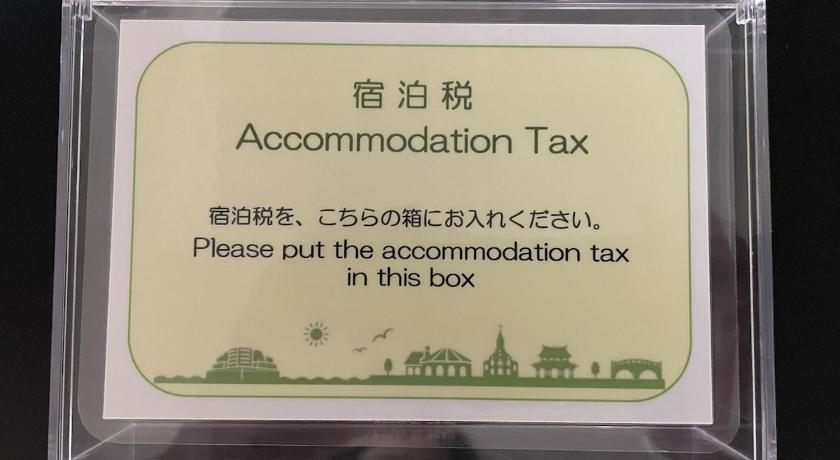 宿泊税
Accommodation Tax
宿泊税を、こちらの箱にお入れください。
Please put the accommodation tax
in this box